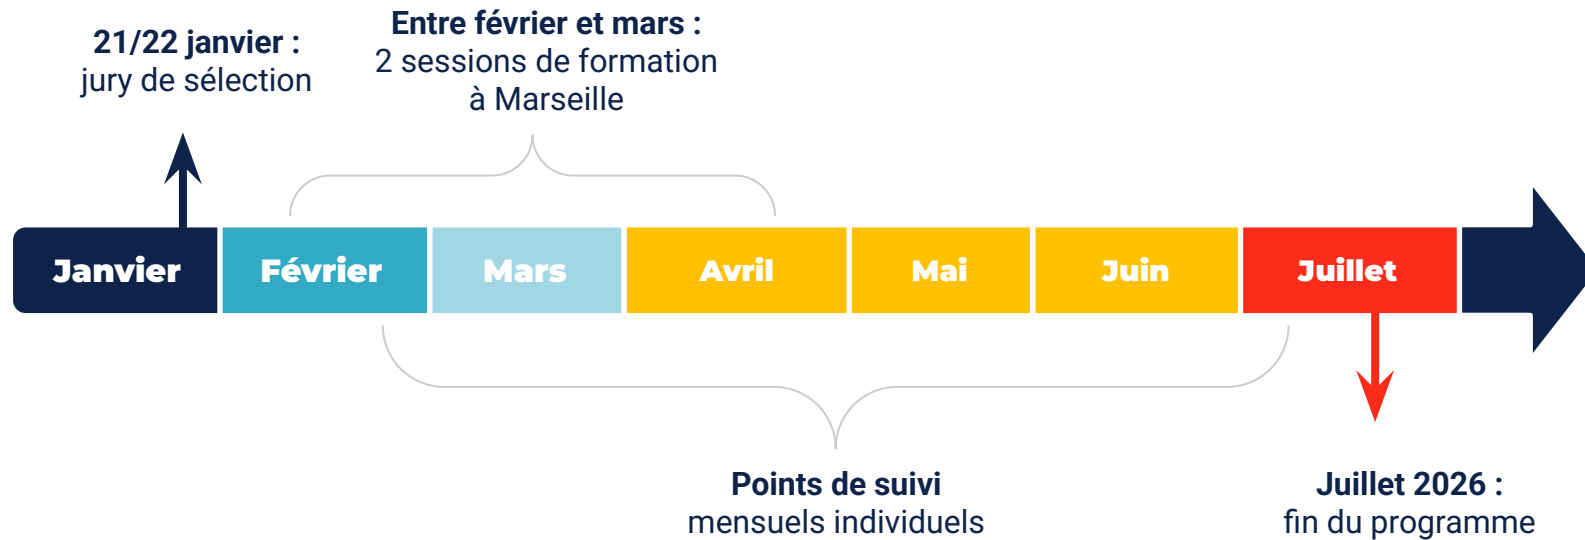 21/22 janvier :
jury de sélection
Entre février et mars :
2 sessions de formation
à Marseille
Janvier
Février
Mars
Avril
Mai
Juin
Juillet
Points de suivi
mensuels individuels
Juillet 2026 :
fin du programme